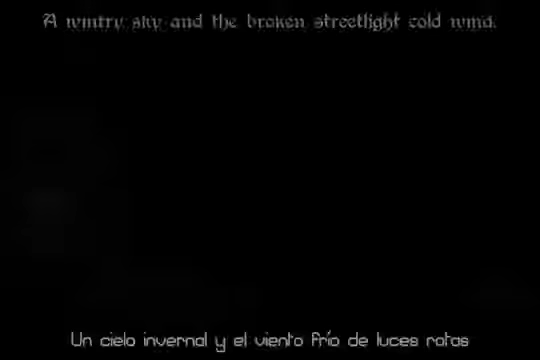 A wintry sky and the broken streetlight cold wind.
Un cielo invernal y el viento frío de luces rotas